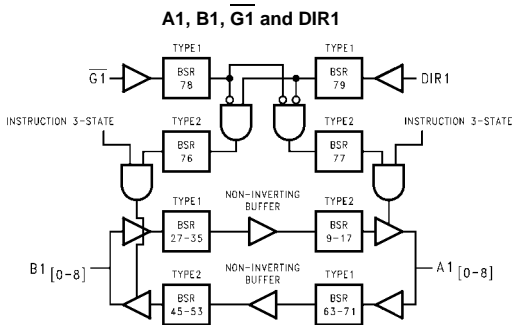 A1, B1, G1 and DIR1
TYPE1
TYPE1
G1
BSR
78
BSR
79
DIR1
INSTRUCTION 3-STATE
INSTRUCTION 3-STATE
TYPE2
TYPE2
BSR
76
BSR
77
TYPE1
NON-INVERTING
BUFFER
TYPE2
BSR
27-35
BSR
9-17
B1 [0-8]
A1 [0-8]
TYPE2
NON-INVERTING
BUFFER
TYPE1
BSR
45-53
BSR
63-71